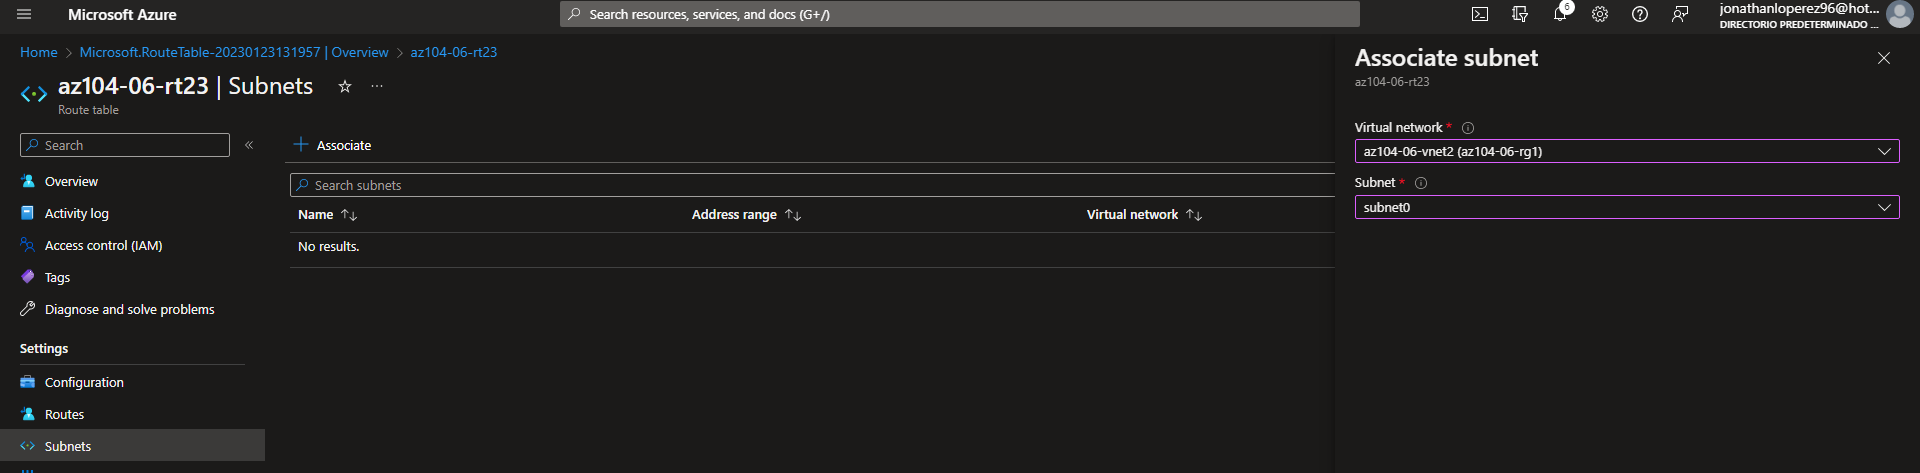 Microsoft Azure
Search resources, services, and docs (G+/)
6
jonathanloperez96@hot...
DIRECTORIO PREDETERMINADO ...
Home > Microsoft.RouteTable-20230123131957 | Overview > az104-06-rt23
az104-06-rt23 | Subnets
Route table
Search
Overview
Activity log
Access control (IAM)
Tags
Diagnose and solve problems
Settings
Configuration
Routes
Subnets
+ Associate
Search subnets
Name Address range Virtual network
No results.
Associate subnet
az104-06-rt23
Virtual network *
az104-06-vnet2 (az104-06-rg1)
Subnet *
subnet0